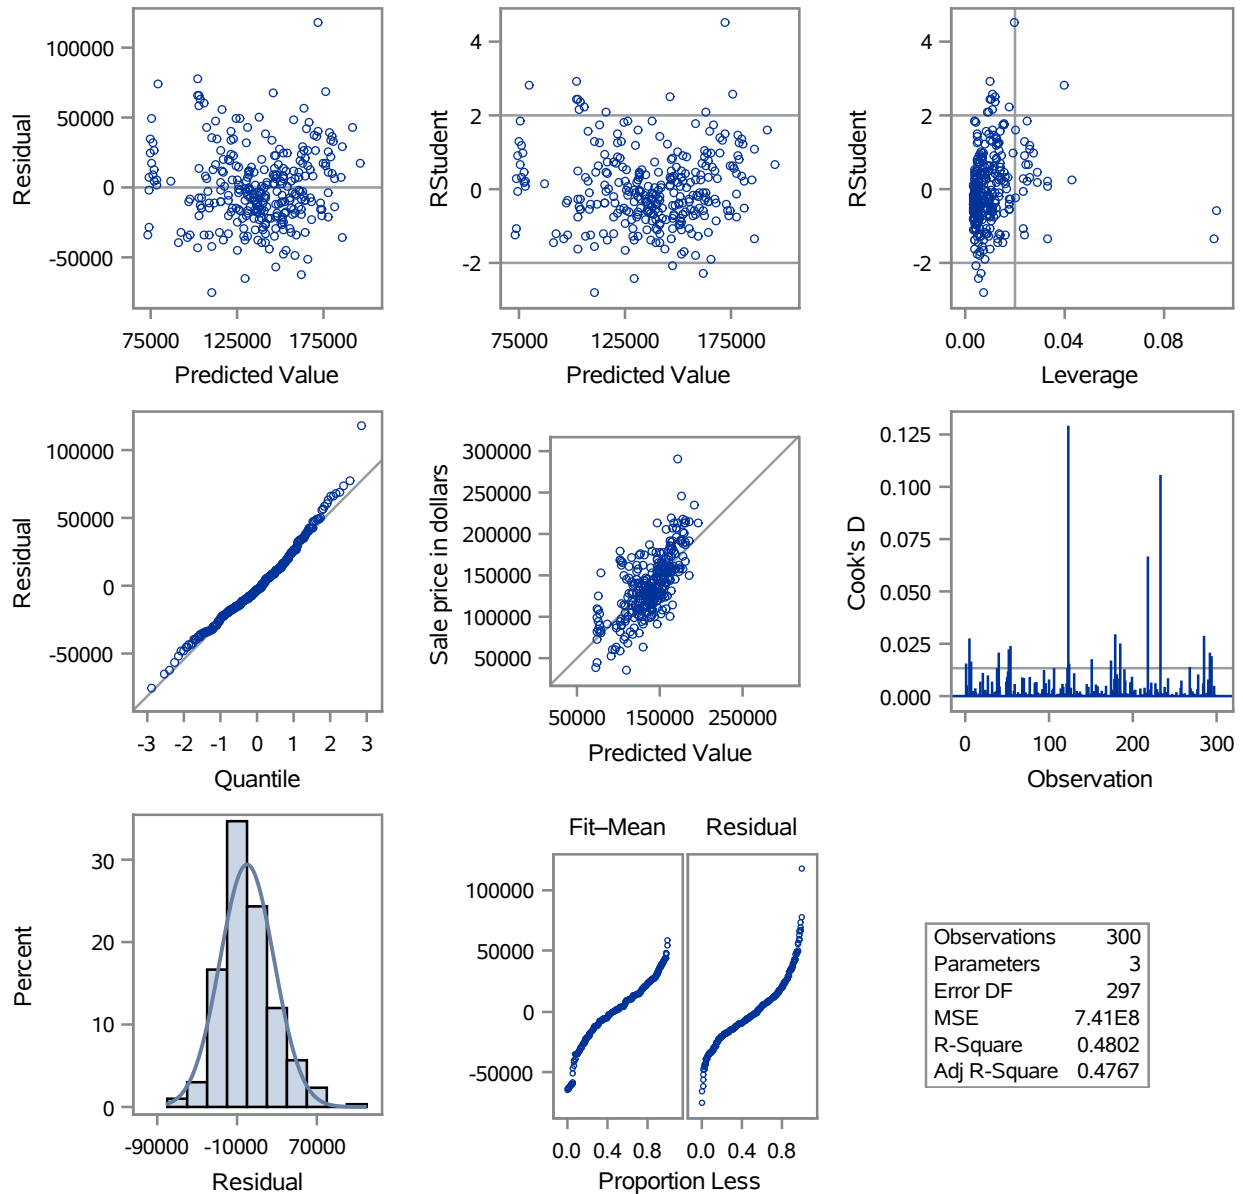 100000
50000
0
-50000
Residual
75000 125000 175000
Predicted Value
4
2
0
-2
RStudent
75000 125000 175000
Predicted Value
4
2
0
-2
RStudent
0.00 0.04 0.08
Leverage
100000
50000
0
-50000
Residual
-3 -2 -1 0 1 2 3
Quantile
300000
250000
200000
150000
100000
50000
Sale price in dollars
50000 150000 250000
Predicted Value
0.125
0.100
0.075
0.050
0.025
0.000
Cook's D
0 100 200 300
Observation
30
20
10
0
Percent
-90000 -10000 70000
Residual
Fit–Mean Residual
100000
50000
0
-50000
0.0 0.4 0.8 0.0 0.4 0.8
Proportion Less
Observations 300
Parameters 3
Error DF 297
MSE 7.41E8
R-Square 0.4802
Adj R-Square 0.4767